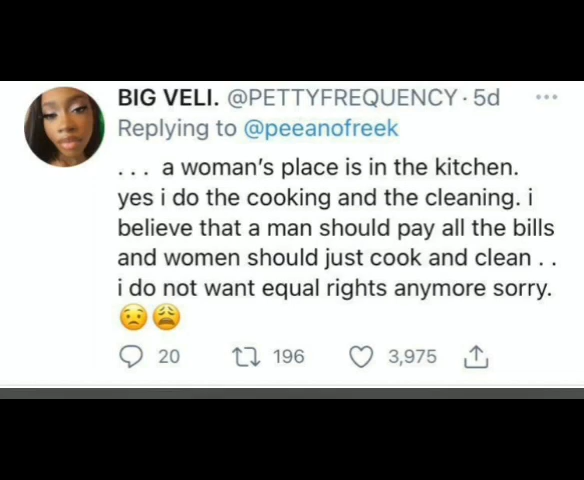 BIG VELI. @PETTYFREQUENCY · 5d
Replying to @peeanofreek
... a woman's place is in the kitchen.
yes i do the cooking and the cleaning. i
believe that a man should pay all the bills
and women should just cook and clean . .
i do not want equal rights anymore sorry.
😟😩
20 196 3,975